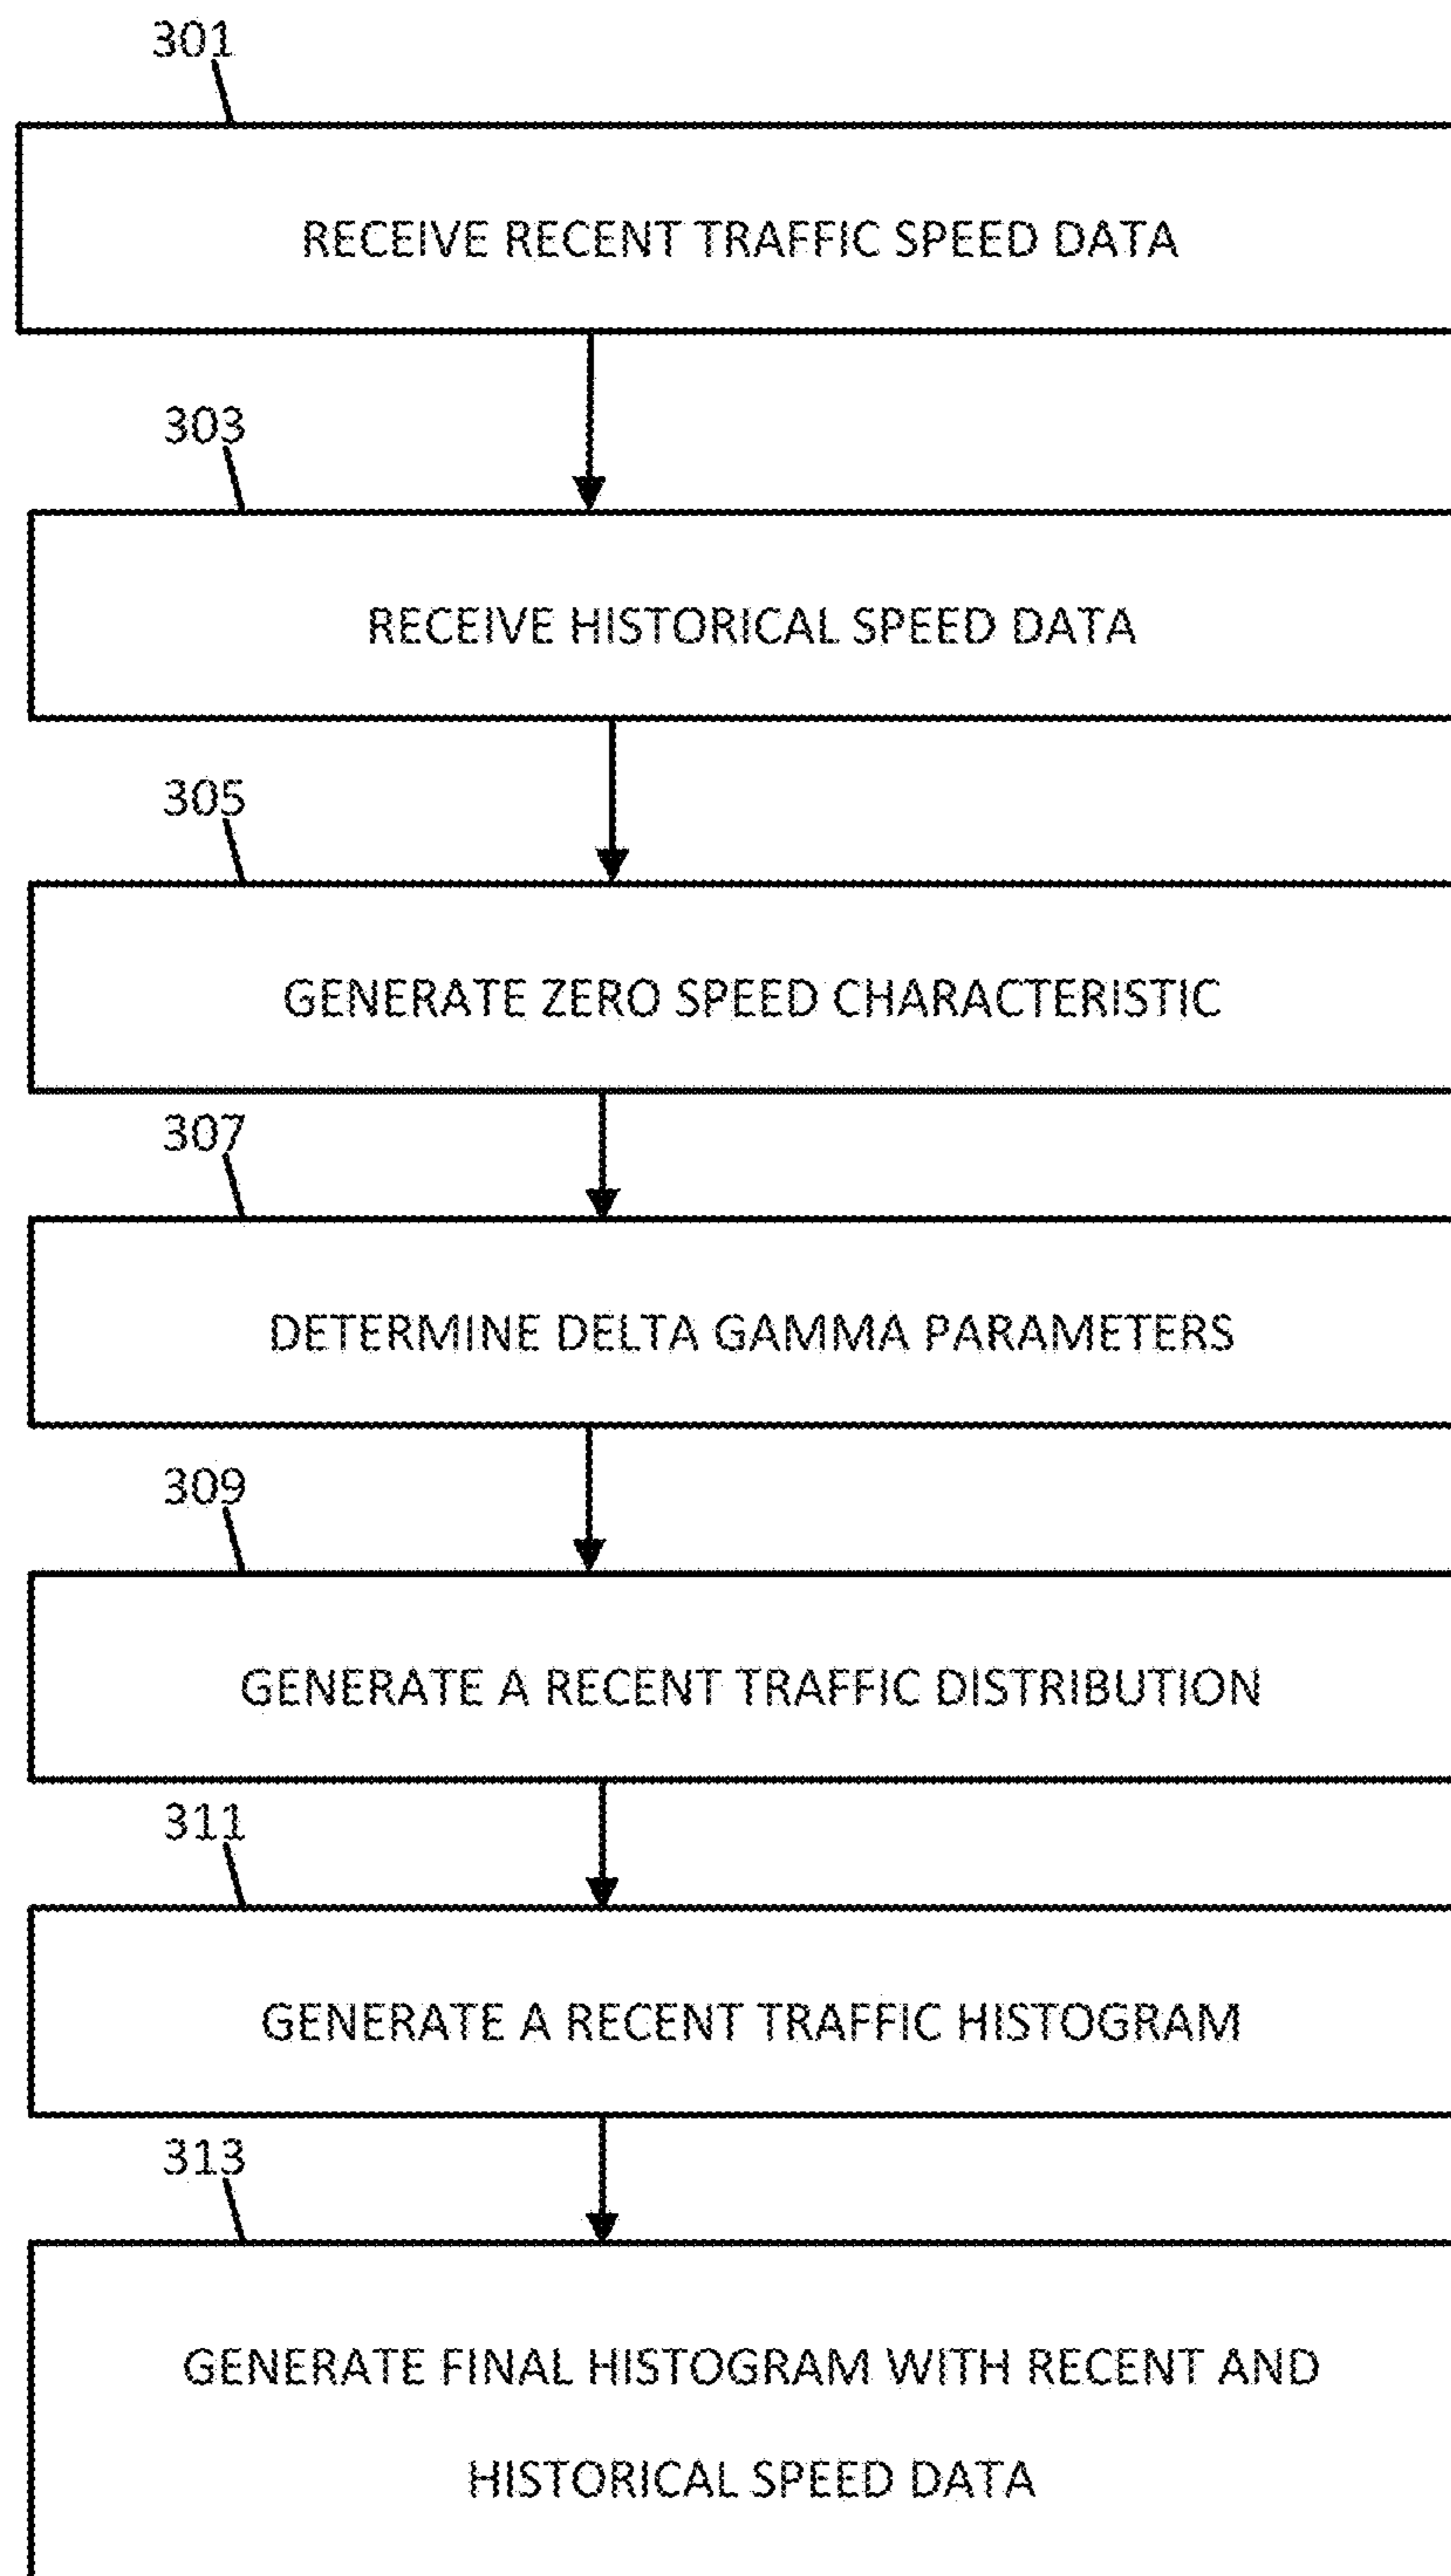 301
RECEIVE RECENT TRAFFIC SPEED DATA
303
RECEIVE HISTORICAL SPEED DATA
305
GENERATE ZERO SPEED CHARACTERISTIC
307
DETERMINE DELTA GAMMA PARAMETERS
309
GENERATE A RECENT TRAFFIC DISTRIBUTION
311
GENERATE A RECENT TRAFFIC HISTOGRAM
313
GENERATE FINAL HISTOGRAM WITH RECENT AND
HISTORICAL SPEED DATA